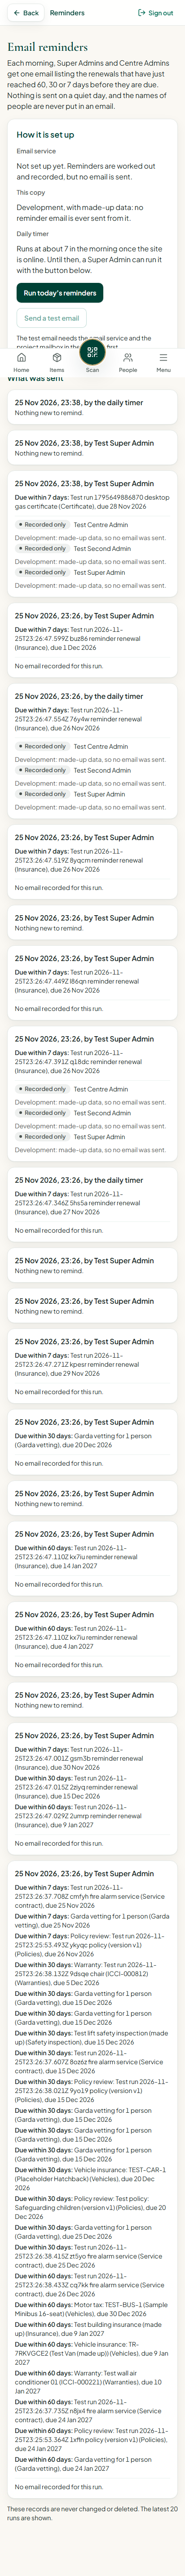 Back
Reminders
Sign out
Email reminders
Each morning, Super Admins and Centre Admins
get one email listing the renewals that have just
reached 60, 30 or 7 days before they are due.
Nothing is sent on a quiet day, and the names of
people are never put in an email.
How it is set up
Email service
Not set up yet. Reminders are worked out
and recorded, but no email is sent.
This copy
Development, with made-up data: no
reminder email is ever sent from it.
Daily timer
Runs at about 7 in the morning once the site
is online. Until then, a Super Admin can run it
with the button below.
Run today's reminders
Send a test email
The test email needs the email service and the
Home
Items
Scan
People
Menu
25 Nov 2026, 23:38, by the daily timer
Nothing new to remind.
25 Nov 2026, 23:38, by Test Super Admin
Nothing new to remind.
25 Nov 2026, 23:38, by Test Super Admin
Due within 7 days: Test run 1795649886870 desktop
gas certificate (Certificate), due 28 Nov 2026
Recorded only Test Centre Admin
Development: made-up data, so no email was sent.
Recorded only Test Second Admin
Development: made-up data, so no email was sent.
Recorded only Test Super Admin
Development: made-up data, so no email was sent.
25 Nov 2026, 23:26, by Test Super Admin
Due within 7 days: Test run 2026-11-
25T23:26:47.599Z buz86 reminder renewal
(Insurance), due 1 Dec 2026
No email recorded for this run.
25 Nov 2026, 23:26, by the daily timer
Due within 7 days: Test run 2026-11-
25T23:26:47.554Z 76y4w reminder renewal
(Insurance), due 26 Nov 2026
Recorded only Test Centre Admin
Development: made-up data, so no email was sent.
Recorded only Test Second Admin
Development: made-up data, so no email was sent.
Recorded only Test Super Admin
Development: made-up data, so no email was sent.
25 Nov 2026, 23:26, by Test Super Admin
Due within 7 days: Test run 2026-11-
25T23:26:47.519Z 8yqcm reminder renewal
(Insurance), due 26 Nov 2026
No email recorded for this run.
25 Nov 2026, 23:26, by Test Super Admin
Nothing new to remind.
25 Nov 2026, 23:26, by Test Super Admin
Due within 7 days: Test run 2026-11-
25T23:26:47.449Z l86qn reminder renewal
(Insurance), due 26 Nov 2026
No email recorded for this run.
25 Nov 2026, 23:26, by Test Super Admin
Due within 7 days: Test run 2026-11-
25T23:26:47.391Z q18dc reminder renewal
(Insurance), due 26 Nov 2026
Recorded only Test Centre Admin
Development: made-up data, so no email was sent.
Recorded only Test Second Admin
Development: made-up data, so no email was sent.
Recorded only Test Super Admin
Development: made-up data, so no email was sent.
25 Nov 2026, 23:26, by the daily timer
Due within 7 days: Test run 2026-11-
25T23:26:47.346Z 5hs5a reminder renewal
(Insurance), due 27 Nov 2026
No email recorded for this run.
25 Nov 2026, 23:26, by Test Super Admin
Nothing new to remind.
25 Nov 2026, 23:26, by Test Super Admin
Nothing new to remind.
25 Nov 2026, 23:26, by Test Super Admin
Due within 7 days: Test run 2026-11-
25T23:26:47.271Z kpesr reminder renewal
(Insurance), due 29 Nov 2026
No email recorded for this run.
25 Nov 2026, 23:26, by Test Super Admin
Due within 30 days: Garda vetting for 1 person
(Garda vetting), due 20 Dec 2026
No email recorded for this run.
25 Nov 2026, 23:26, by Test Super Admin
Nothing new to remind.
25 Nov 2026, 23:26, by Test Super Admin
Due within 60 days: Test run 2026-11-
25T23:26:47.110Z kx7iu reminder renewal
(Insurance), due 14 Jan 2027
No email recorded for this run.
25 Nov 2026, 23:26, by Test Super Admin
Due within 60 days: Test run 2026-11-
25T23:26:47.110Z kx7iu reminder renewal
(Insurance), due 4 Jan 2027
No email recorded for this run.
25 Nov 2026, 23:26, by Test Super Admin
Nothing new to remind.
25 Nov 2026, 23:26, by Test Super Admin
Due within 7 days: Test run 2026-11-
25T23:26:47.001Z gsm3b reminder renewal
(Insurance), due 30 Nov 2026
Due within 30 days: Test run 2026-11-
25T23:26:47.015Z 2ziyq reminder renewal
(Insurance), due 15 Dec 2026
Due within 60 days: Test run 2026-11-
25T23:26:47.029Z 2umrp reminder renewal
(Insurance), due 9 Jan 2027
No email recorded for this run.
25 Nov 2026, 23:26, by Test Super Admin
Due within 7 days: Test run 2026-11-
25T23:26:37.708Z cmfyh fire alarm service (Service
contract), due 25 Nov 2026
Due within 7 days: Garda vetting for 1 person (Garda
vetting), due 25 Nov 2026
Due within 7 days: Policy review: Test run 2026-11-
25T23:25:53.493Z ykyqc policy (version v1)
(Policies), due 26 Nov 2026
Due within 30 days: Warranty: Test run 2026-11-
25T23:26:38.132Z 9dsqe chair (ICCI-000812)
(Warranties), due 5 Dec 2026
Due within 30 days: Garda vetting for 1 person
(Garda vetting), due 15 Dec 2026
Due within 30 days: Garda vetting for 1 person
(Garda vetting), due 15 Dec 2026
Due within 30 days: Test lift safety inspection (made
up) (Safety inspection), due 15 Dec 2026
Due within 30 days: Test run 2026-11-
25T23:26:37.607Z 8ozdz fire alarm service (Service
contract), due 15 Dec 2026
Due within 30 days: Policy review: Test run 2026-11-
25T23:26:38.021Z 9yo19 policy (version v1)
(Policies), due 15 Dec 2026
Due within 30 days: Garda vetting for 1 person
(Garda vetting), due 15 Dec 2026
Due within 30 days: Garda vetting for 1 person
(Garda vetting), due 15 Dec 2026
Due within 30 days: Garda vetting for 1 person
(Garda vetting), due 15 Dec 2026
Due within 30 days: Vehicle insurance: TEST-CAR-1
(Placeholder Hatchback) (Vehicles), due 20 Dec
2026
Due within 30 days: Policy review: Test policy:
Safeguarding children (version v1) (Policies), due 20
Dec 2026
Due within 30 days: Garda vetting for 1 person
(Garda vetting), due 25 Dec 2026
Due within 30 days: Test run 2026-11-
25T23:26:38.415Z zt5yo fire alarm service (Service
contract), due 25 Dec 2026
Due within 60 days: Test run 2026-11-
25T23:26:38.433Z cq7kk fire alarm service (Service
contract), due 26 Dec 2026
Due within 60 days: Motor tax: TEST-BUS-1 (Sample
Minibus 16-seat) (Vehicles), due 30 Dec 2026
Due within 60 days: Test building insurance (made
up) (Insurance), due 9 Jan 2027
Due within 60 days: Vehicle insurance: TR-
7RKVGCE2 (Test Van (made up)) (Vehicles), due 9 Jan
2027
Due within 60 days: Warranty: Test wall air
conditioner 01 (ICCI-000221) (Warranties), due 10
Jan 2027
Due within 60 days: Test run 2026-11-
25T23:26:37.735Z n8jx4 fire alarm service (Service
contract), due 24 Jan 2027
Due within 60 days: Policy review: Test run 2026-11-
25T23:25:53.364Z 1xfln policy (version v1) (Policies),
due 24 Jan 2027
Due within 60 days: Garda vetting for 1 person
(Garda vetting), due 24 Jan 2027
No email recorded for this run.
These records are never changed or deleted. The latest 20
runs are shown.